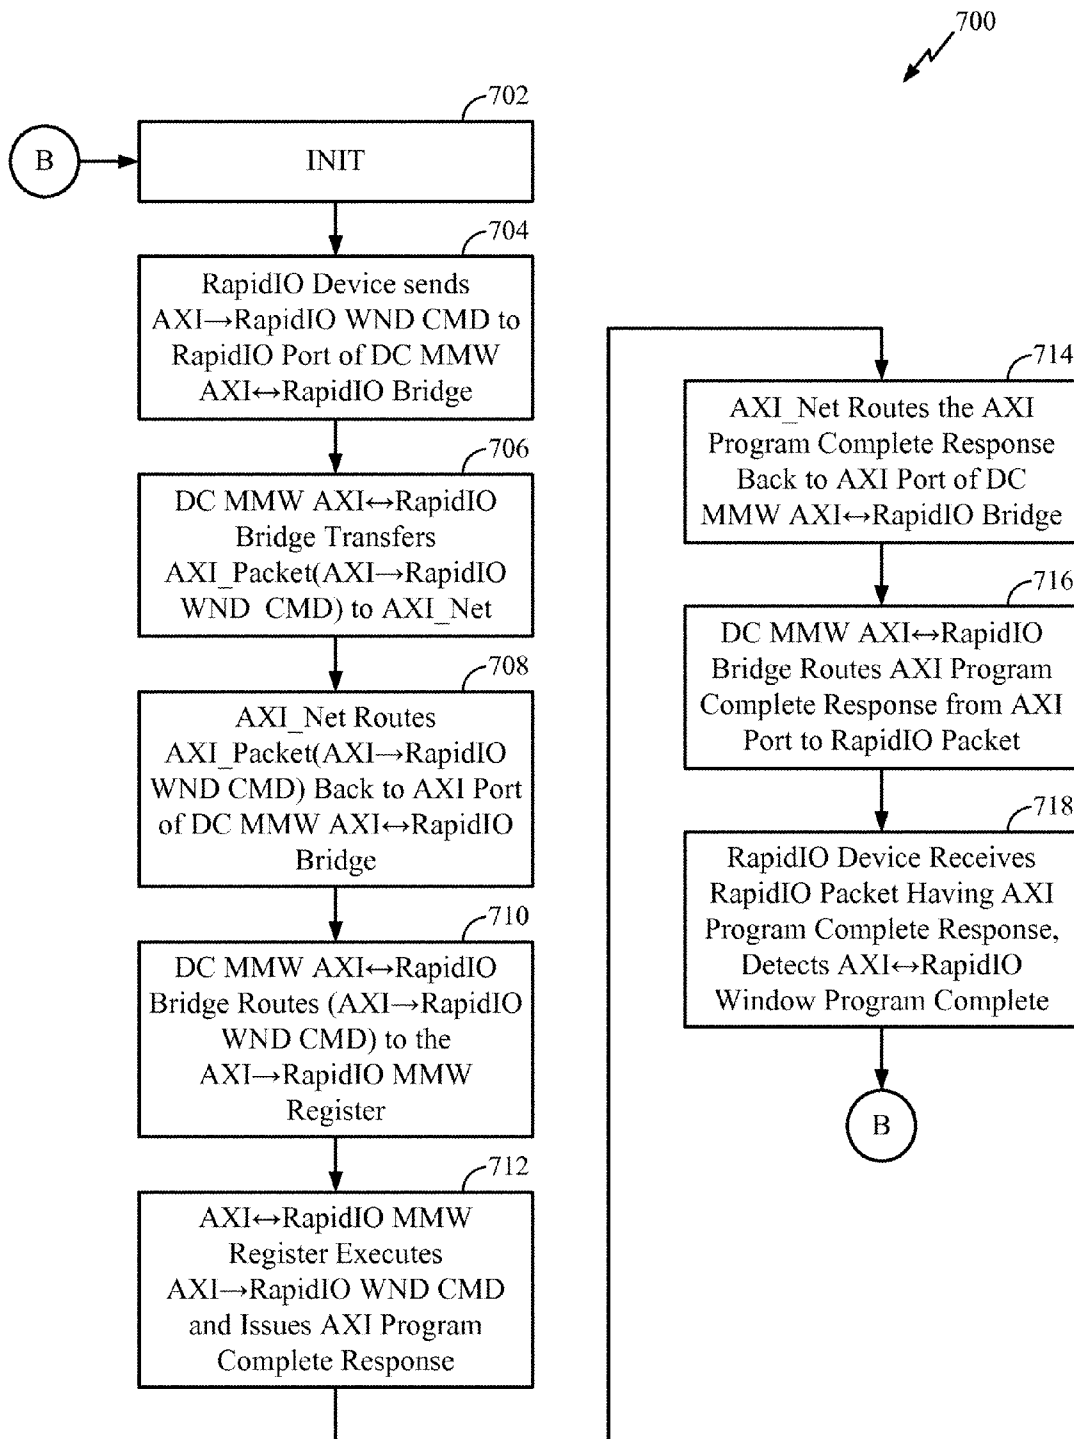 700
702
B
INIT
704
RapidIO Device sends
AXI→RapidIO WND CMD to
RapidIO Port of DC MMW
AXI↔RapidIO Bridge
706
DC MMW AXI↔RapidIO
Bridge Transfers
AXI_Packet(AXI→RapidIO
WND CMD) to AXI_Net
708
AXI_Net Routes
AXI_Packet(AXI→RapidIO
WND CMD) Back to AXI Port
of DC MMW AXI↔RapidIO
Bridge
710
DC MMW AXI↔RapidIO
Bridge Routes (AXI→RapidIO
WND CMD) to the
AXI→RapidIO MMW
Register
712
AXI↔RapidIO MMW
Register Executes
AXI→RapidIO WND CMD
and Issues AXI Program
Complete Response
714
AXI_Net Routes the AXI
Program Complete Response
Back to AXI Port of DC
MMW AXI↔RapidIO Bridge
716
DC MMW AXI↔RapidIO
Bridge Routes AXI Program
Complete Response from AXI
Port to RapidIO Packet
718
RapidIO Device Receives
RapidIO Packet Having AXI
Program Complete Response,
Detects AXI↔RapidIO
Window Program Complete
B